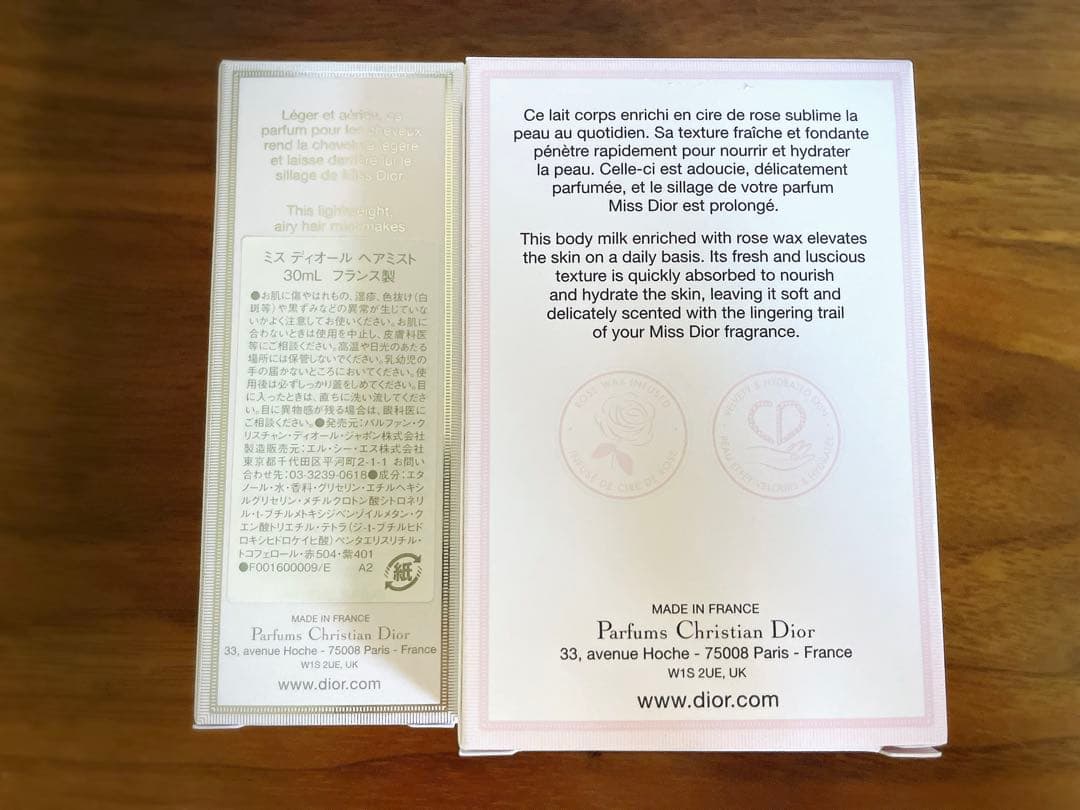 Léger et aérien, ce
parfum pour les cheveux
rend la chevelure légère
et laisse derrière lui le
sillage de Miss Dior.
This lightweight,
airy hair mist makes
ミス ディオール ヘアミスト
30mL フランス製
●お肌に傷やはれもの、湿疹、色抜け(白
斑等)や黒ずみなどの異常が生じていな
いかよく注意してお使いください。お肌に
合わないときは使用を中止し、皮膚科医
等にご相談ください。高温や日光のあたる
場所には保管しないでください。乳幼児の
手の届かないところにおいてください。使
用後は必ずしっかり蓋をしめてください。目
に入ったときは、直ちに洗い流してくださ
い。目に異物感が残る場合は、眼科医に
ご相談ください。●発売元:パルファン・ク
リスチャン・ディオール・ジャポン株式会社
製造販売元:エル・シー・エス株式会社
東京都千代田区平河町2-1-1 お問い
合わせ先:03-3239-0618●成分:エタ
ノール・水・香料・グリセリン・エチルヘキシ
ルグリセリン・メチルクロトン酸シトロネリ
ル・t-ブチルメトキシジベンゾイルメタン・ク
エン酸トリエチル・テトラ(ジ-t-ブチルヒド
ロキシヒドロケイヒ酸)ペンタエリスリチル・
トコフェロール・赤504・紫401
●F001600009/E A2
紙
MADE IN FRANCE
Parfums Christian Dior
33, avenue Hoche - 75008 Paris - France
W1S 2UE, UK
www.dior.com
Ce lait corps enrichi en cire de rose sublime la
peau au quotidien. Sa texture fraîche et fondante
pénètre rapidement pour nourrir et hydrater
la peau. Celle-ci est adoucie, délicatement
parfumée, et le sillage de votre parfum
Miss Dior est prolongé.
This body milk enriched with rose wax elevates
the skin on a daily basis. Its fresh and luscious
texture is quickly absorbed to nourish
and hydrate the skin, leaving it soft and
delicately scented with the lingering trail
of your Miss Dior fragrance.
ROSE WAX INFUSED
INFUSÉ DE CIRE DE ROSE
VELVETY & HYDRATED SKIN
PEAU VELOUTÉE & HYDRATÉE
MADE IN FRANCE
Parfums Christian Dior
33, avenue Hoche - 75008 Paris - France
W1S 2UE, UK
www.dior.com